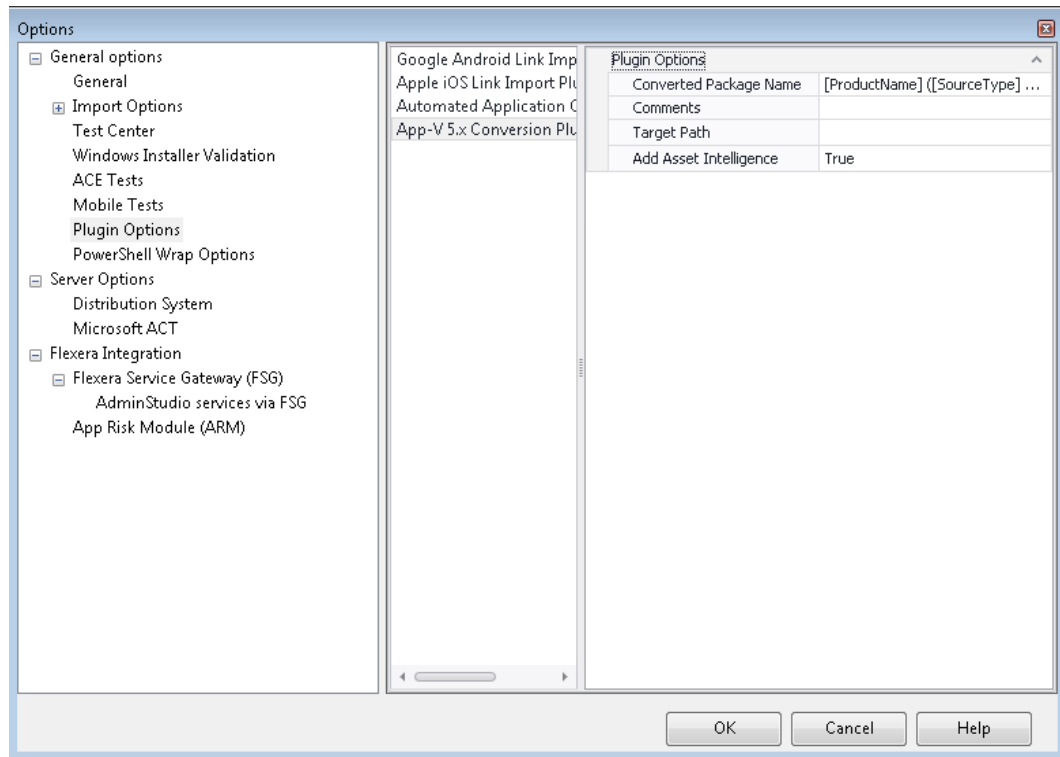 Options
General options
General
Import Options
Test Center
Windows Installer Validation
ACE Tests
Mobile Tests
Plugin Options
PowerShell Wrap Options
Server Options
Distribution System
Microsoft ACT
Flexera Integration
Flexera Service Gateway (FSG)
AdminStudio services via FSG
App Risk Module (ARM)
Google Android Link Imp
Apple iOS Link Import Plu
Automated Application C
App-V 5.x Conversion Plu
Plugin Options
Converted Package Name [ProductName] ([SourceType] ...
Comments
Target Path
Add Asset Intelligence True
OK Cancel Help